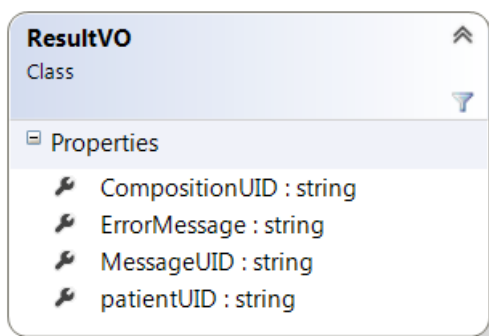 ResultVO
Class
Properties
CompositionUID : string
ErrorMessage : string
MessageUID : string
patientUID : string